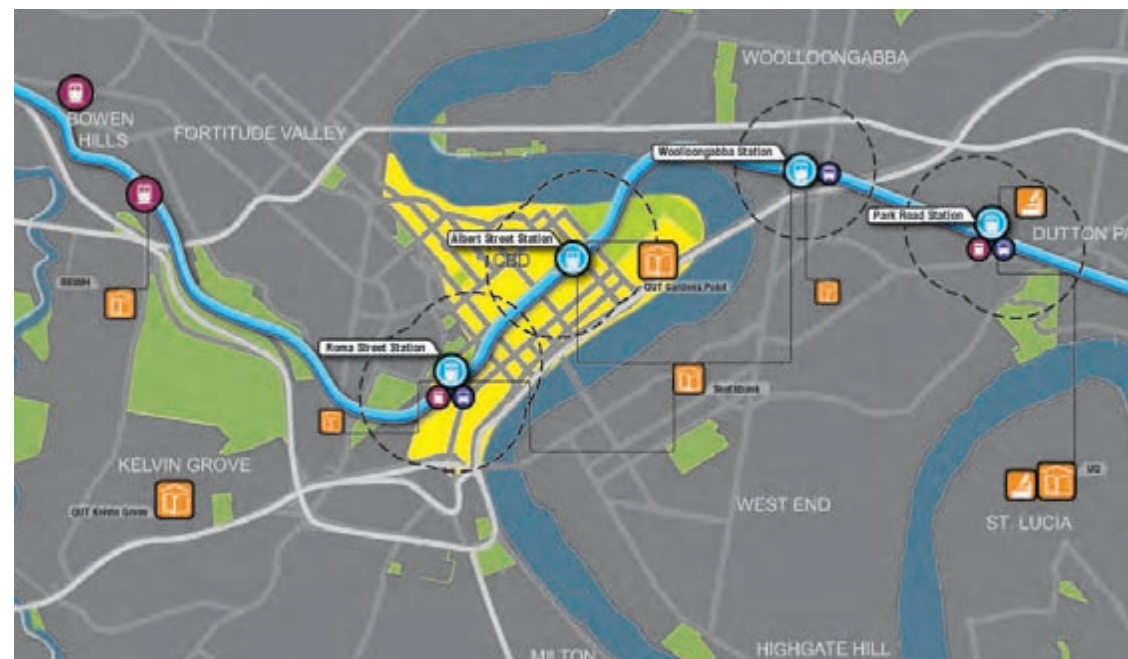 WOOLLOONGABBA
BOWEN
HILLS
FORTITUDE VALLEY
Woolloongabba Station
Park Road Station
DUTTON PA
Albert Street Station
CBD
RBWH
QUT Gardens Point
Roma Street Station
Southbank
KELVIN GROVE
UQ
QUT Kelvin Grove
WEST END
ST. LUCIA
MILTON
HIGHGATE HILL